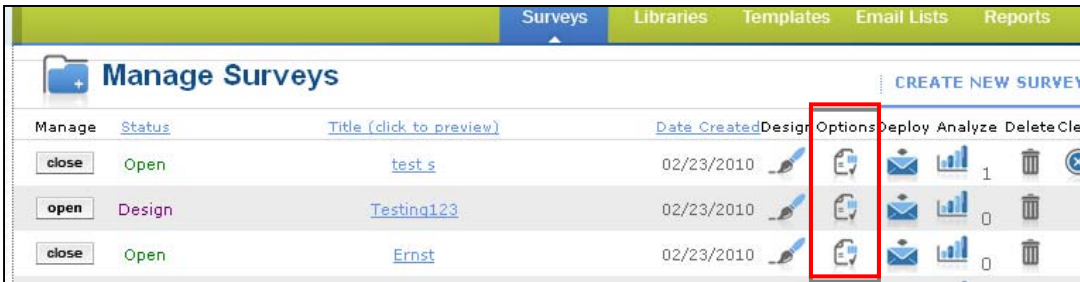 Surveys Libraries Templates Email Lists Reports
Manage Surveys
CREATE NEW SURVEY
Manage Status Title (click to preview) Date Created Design Options Deploy Analyze Delete Cle
close Open test s 02/23/2010 1
open Design Testing123 02/23/2010 0
close Open Ernst 02/23/2010 0